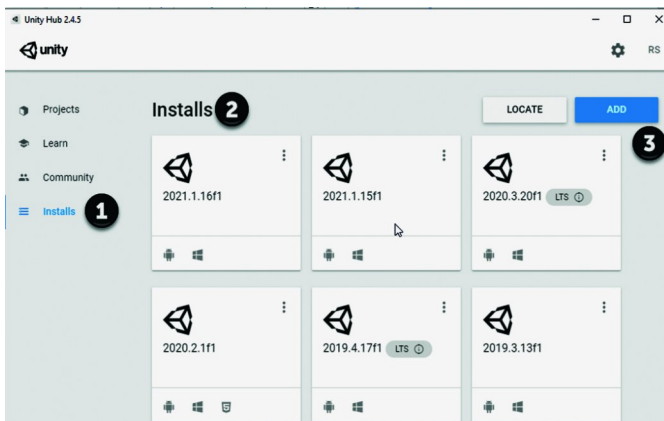 Unity Hub 2.4.5
unity
RS
Projects
Learn
Community
Installs
1
Installs 2
LOCATE
ADD
3
2021.1.16f1
2021.1.15f1
2020.3.20f1 LTS
2020.2.1f1
2019.4.17f1 LTS
2019.3.13f1